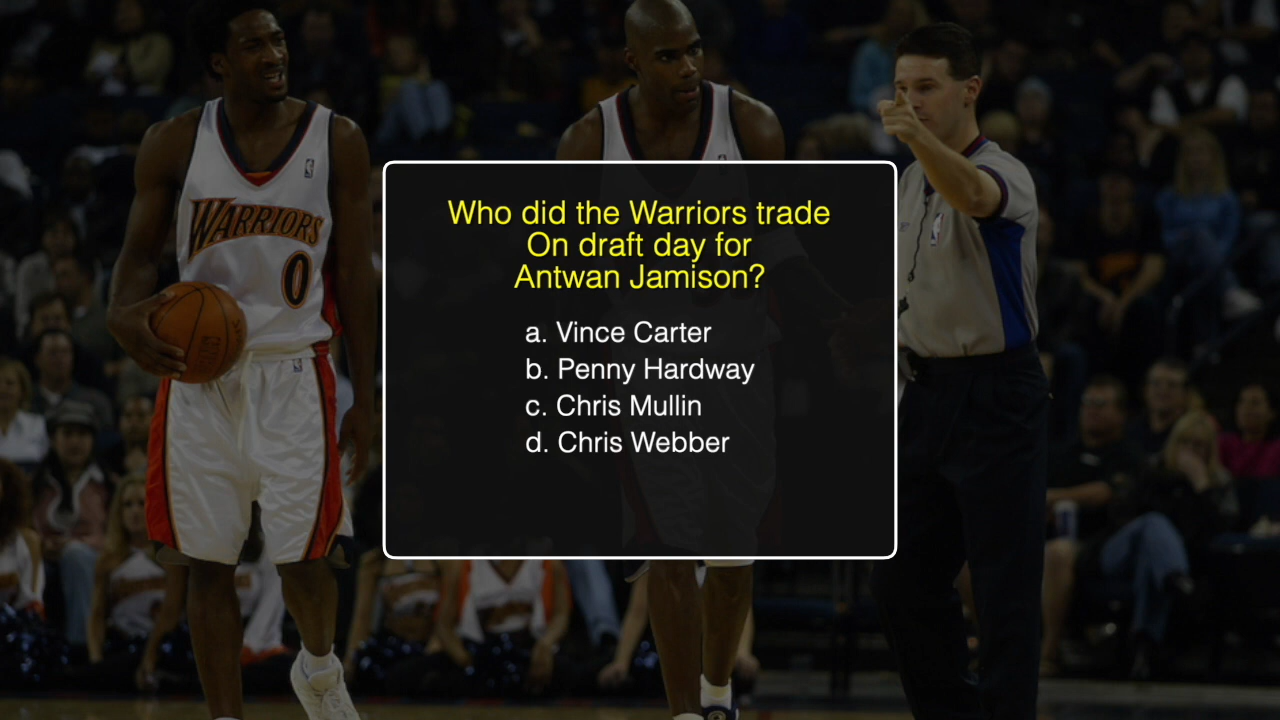 WARRIORS
0
Who did the Warriors trade
On draft day for
Antwan Jamison?
a. Vince Carter
b. Penny Hardway
c. Chris Mullin
d. Chris Webber